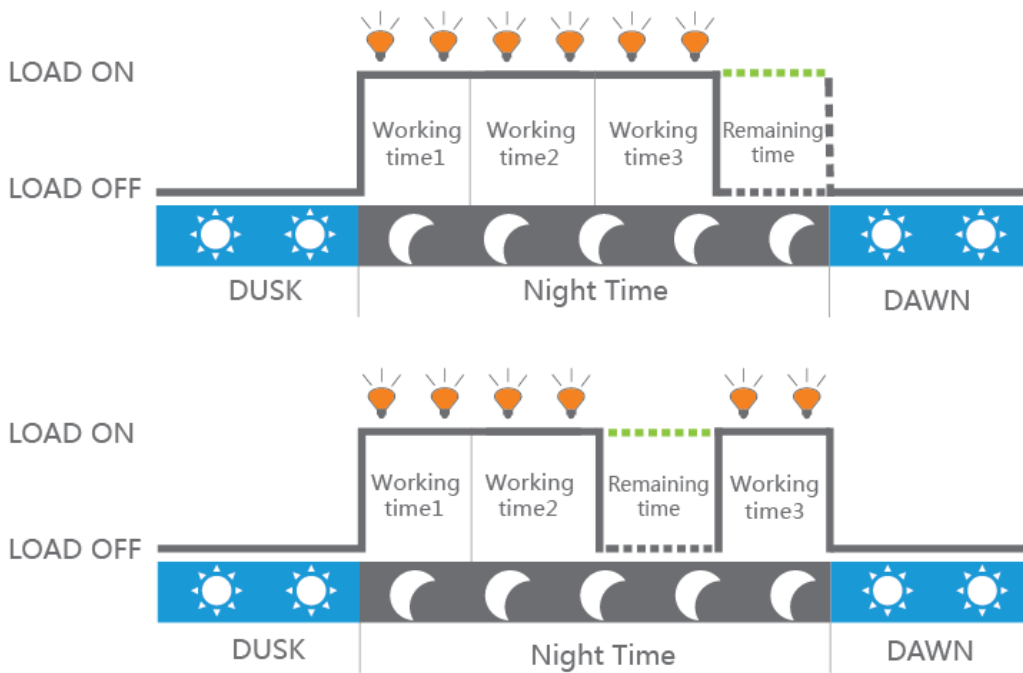 LOAD ON
Working
time1
Working
time2
Working
time3
Remaining
time
LOAD OFF
DUSK
Night Time
DAWN
LOAD ON
Working
time1
Working
time2
Remaining
time
Working
time3
LOAD OFF
DUSK
Night Time
DAWN